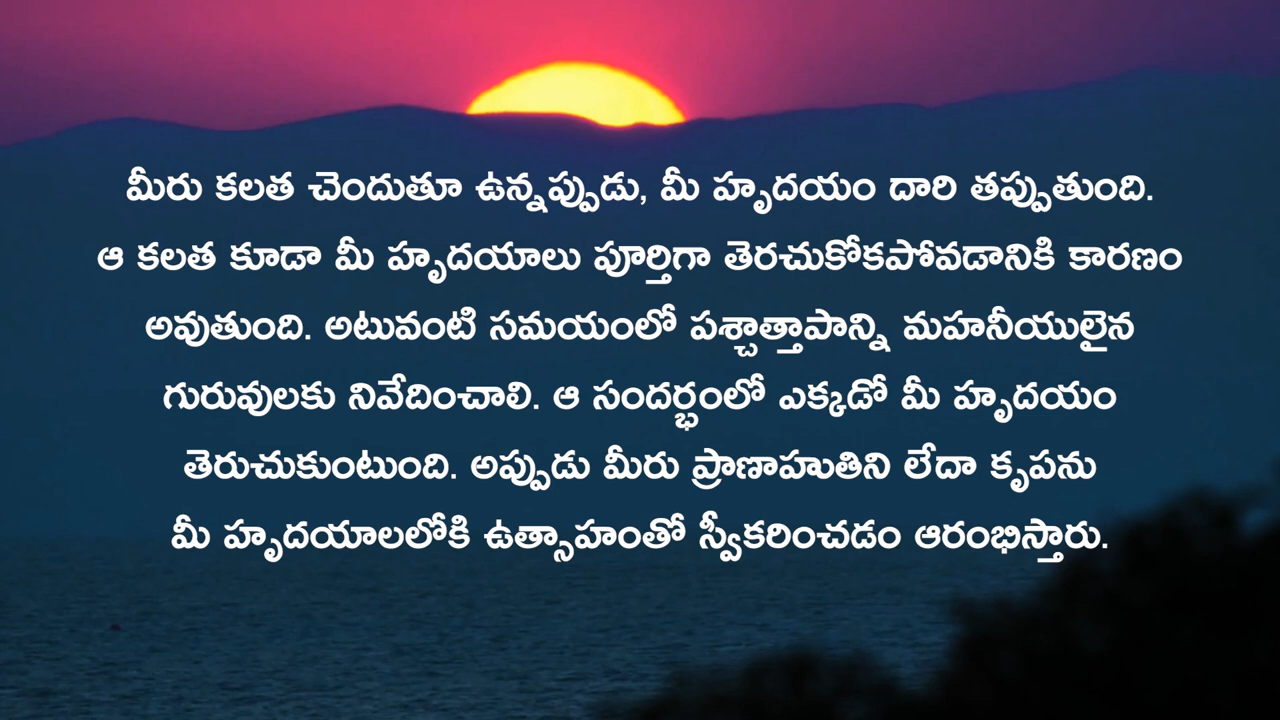 మీరు కలత చెందుతూ ఉన్నప్పుడు, మీ హృదయం దారి తప్పుతుంది.
ఆ కలత కూడా మీ హృదయాలు పూర్తిగా తెరచుకోకపోవడానికి కారణం
అవుతుంది. అటువంటి సమయంలో పశ్చాత్తాపాన్ని మహనీయులైన
గురువులకు నివేదించాలి. ఆ సందర్భంలో ఎక్కడో మీ హృదయం
తెరుచుకుంటుంది. అప్పుడు మీరు ప్రాణాహుతిని లేదా కృపను
మీ హృదయాలలోకి ఉత్సాహంతో స్వీకరించడం ఆరంభిస్తారు.